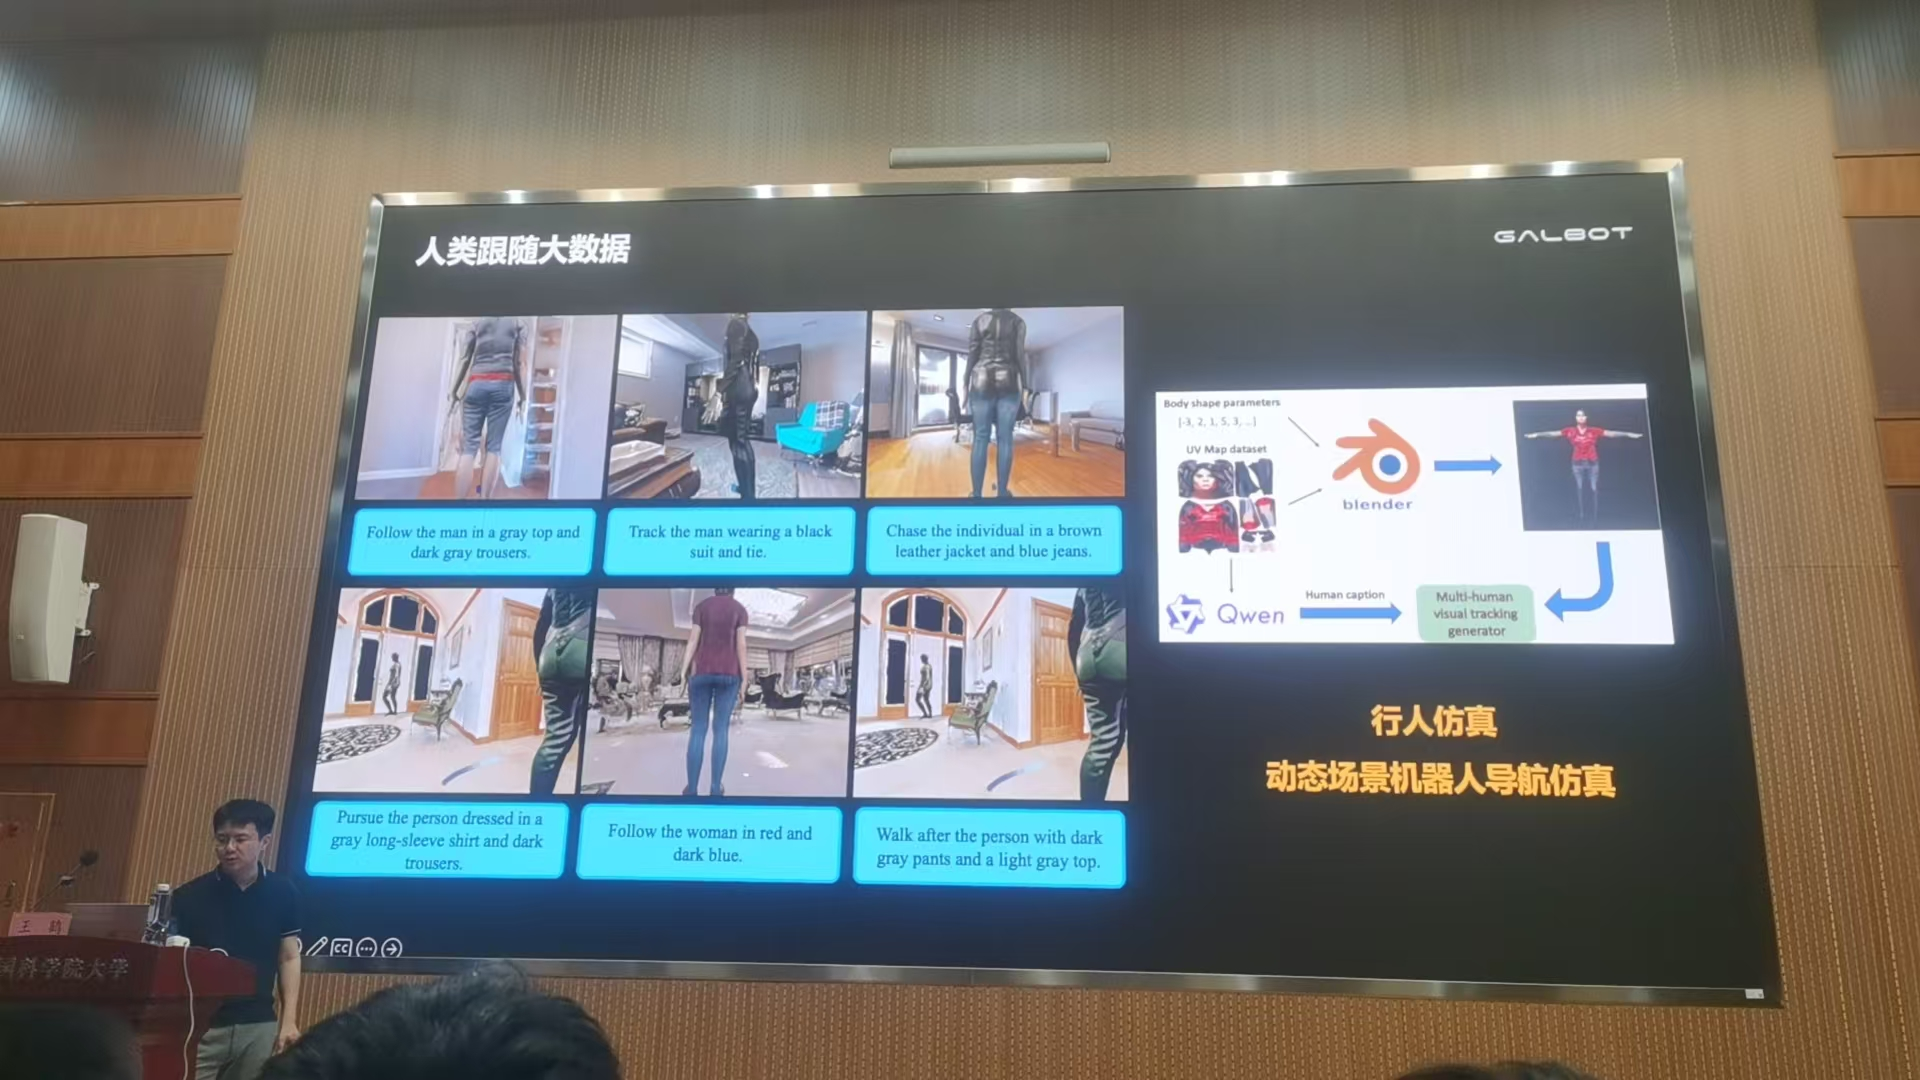 人类跟随大数据
GALBOT
Follow the man in a gray top and
dark gray trousers.
Track the man wearing a black
suit and tie.
Chase the individual in a brown
leather jacket and blue jeans.
Pursue the person dressed in a
gray long-sleeve shirt and dark
trousers.
Follow the woman in red and
dark blue.
Walk after the person with dark
gray pants and a light gray top.
Body shape parameters
[-3, 2, 1, 5, 3, ...]
UV Map dataset
blender
Qwen
Human caption
Multi-human
visual tracking
generator
行人仿真
动态场景机器人导航仿真
CC
王 鹤
国科学院大学